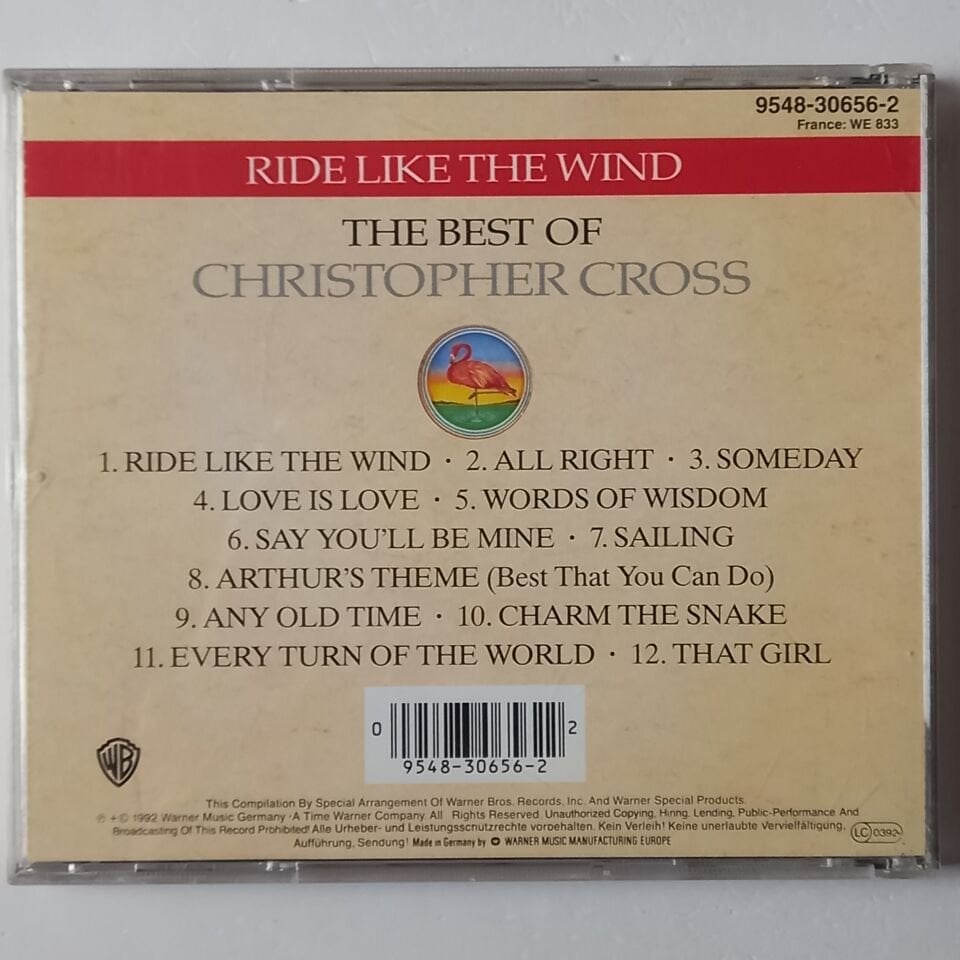 9548-30656-2
France: WE 833
RIDE LIKE THE WIND
THE BEST OF
CHRISTOPHER CROSS
1. RIDE LIKE THE WIND · 2. ALL RIGHT · 3. SOMEDAY
4. LOVE IS LOVE · 5. WORDS OF WISDOM
6. SAY YOU'LL BE MINE · 7. SAILING
8. ARTHUR'S THEME (Best That You Can Do)
9. ANY OLD TIME · 10. CHARM THE SNAKE
11. EVERY TURN OF THE WORLD · 12. THAT GIRL
0 2
9548-30656-2
WB
This Compilation By Special Arrangement Of Warner Bros. Records, Inc. And Warner Special Products.
℗ + © 1992 Warner Music Germany · A Time Warner Company. All Rights Reserved. Unauthorized Copying, Hiring, Lending, Public-Performance And
Broadcasting Of This Record Prohibited! Alle Urheber- und Leistungsschutzrechte vorbehalten. Kein Verleih! Keine unerlaubte Vervielfältigung,
Aufführung, Sendung! Made in Germany by WARNER MUSIC MANUFACTURING EUROPE
LC 0392